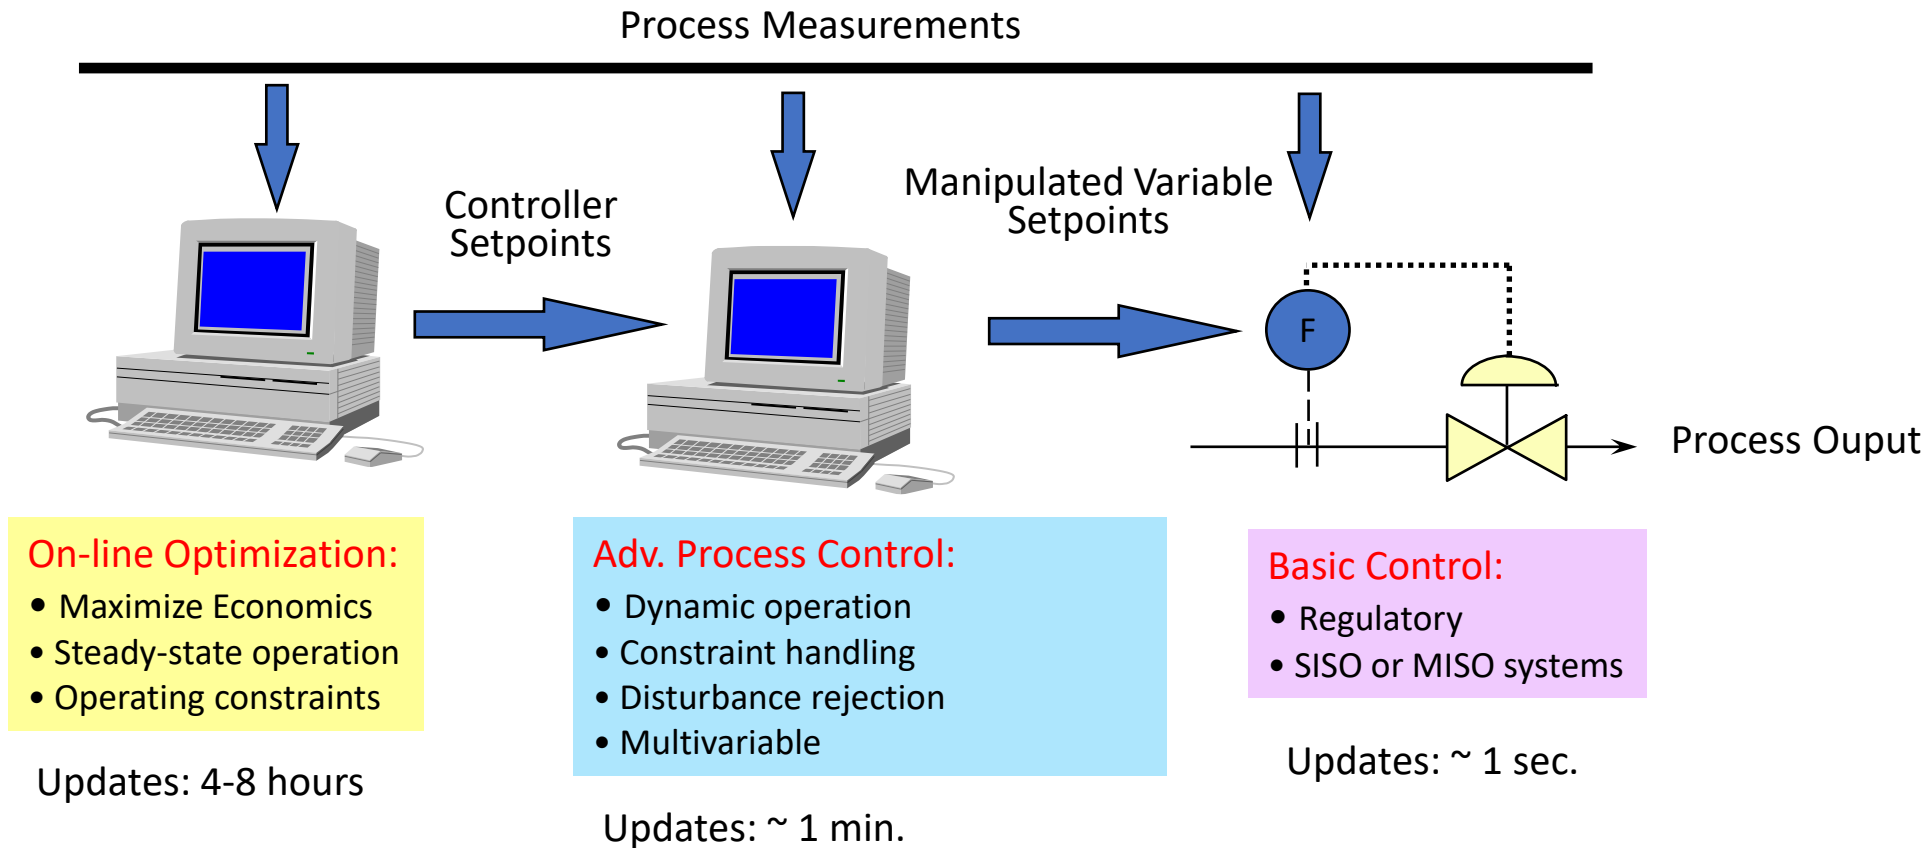 Process Measurements
Controller
Setpoints
Manipulated Variable
Setpoints
F
Process Ouput
On-line Optimization:
• Maximize Economics
• Steady-state operation
• Operating constraints
Updates: 4-8 hours
Adv. Process Control:
• Dynamic operation
• Constraint handling
• Disturbance rejection
• Multivariable
Updates: ~ 1 min.
Basic Control:
• Regulatory
• SISO or MISO systems
Updates: ~ 1 sec.